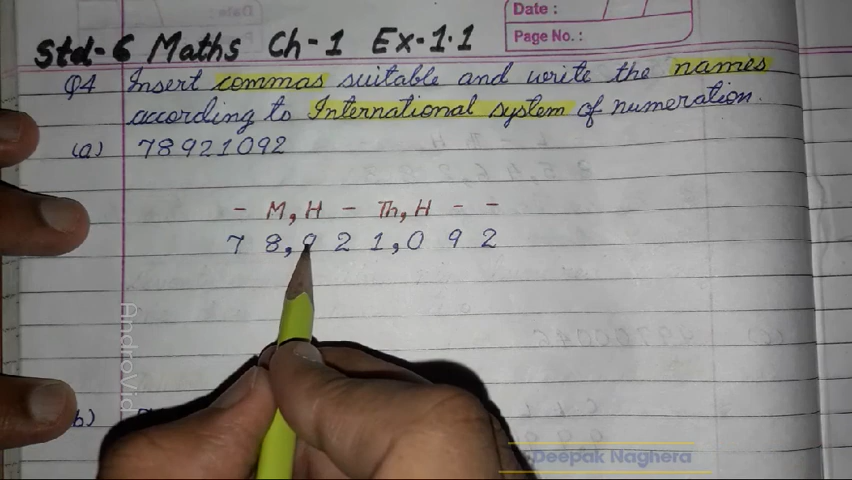 Date :
Page No. :
Std-6 Maths Ch-1 Ex-1.1
Q4 Insert commas suitable and write the names
according to International system of numeration.
(a) 78921092
- M, H - Th, H - -
7 8, 9 2 1, 0 9 2
b)
AndroVid
Deepak Naghera